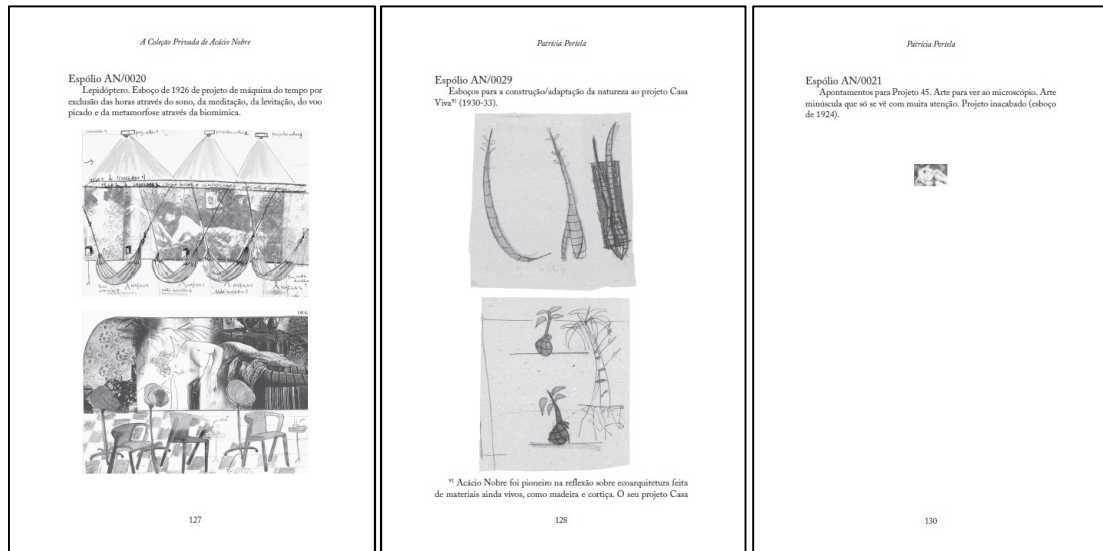 A Coleção Privada de Acácio Nobre
Espólio AN/0020
Lepidóptero. Esboço de 1926 de projeto de máquina do tempo por
exclusão das horas através do sono, da meditação, da levitação, do voo
picado e da metamorfose através da biomímica.
127
Patrícia Portela
Espólio AN/0029
Esboços para a construção/adaptação da natureza ao projeto Casa
Viva⁹¹ (1930-33).
⁹¹ Acácio Nobre foi pioneiro na reflexão sobre ecoarquitetura feita
de materiais ainda vivos, como madeira e cortiça. O seu projeto Casa
128
Patrícia Portela
Espólio AN/0021
Apontamentos para Projeto 45. Arte para ver ao microscópio. Arte
minúscula que só se vê com muita atenção. Projeto inacabado (esboço
de 1924).
130